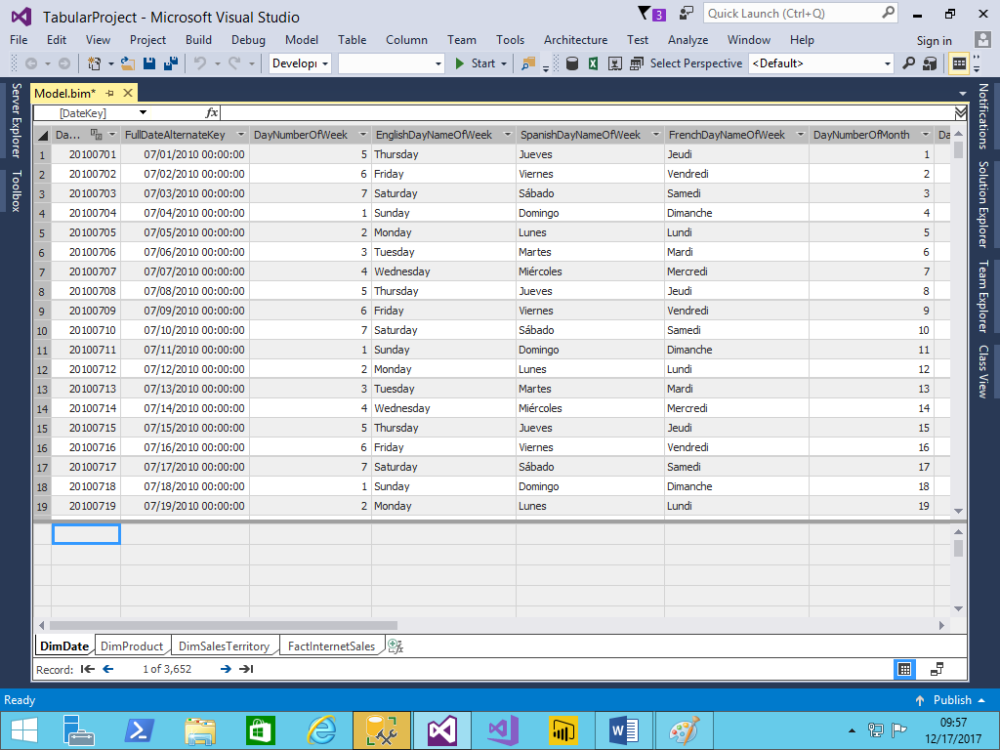 TabularProject - Microsoft Visual Studio
3
Quick Launch (Ctrl+Q)
File Edit View Project Build Debug Model Table Column Team Tools Architecture Test Analyze Window Help Sign in
Developı Start Select Perspective <Default>
Server Explorer
Toolbox
Notifications
Solution Explorer
Team Explorer
Class View
Model.bim*
[DateKey] fx
Da... FullDateAlternateKey DayNumberOfWeek EnglishDayNameOfWeek SpanishDayNameOfWeek FrenchDayNameOfWeek DayNumberOfMonth Da
1 20100701 07/01/2010 00:00:00 5 Thursday Jueves Jeudi 1
2 20100702 07/02/2010 00:00:00 6 Friday Viernes Vendredi 2
3 20100703 07/03/2010 00:00:00 7 Saturday Sábado Samedi 3
4 20100704 07/04/2010 00:00:00 1 Sunday Domingo Dimanche 4
5 20100705 07/05/2010 00:00:00 2 Monday Lunes Lundi 5
6 20100706 07/06/2010 00:00:00 3 Tuesday Martes Mardi 6
7 20100707 07/07/2010 00:00:00 4 Wednesday Miércoles Mercredi 7
8 20100708 07/08/2010 00:00:00 5 Thursday Jueves Jeudi 8
9 20100709 07/09/2010 00:00:00 6 Friday Viernes Vendredi 9
10 20100710 07/10/2010 00:00:00 7 Saturday Sábado Samedi 10
11 20100711 07/11/2010 00:00:00 1 Sunday Domingo Dimanche 11
12 20100712 07/12/2010 00:00:00 2 Monday Lunes Lundi 12
13 20100713 07/13/2010 00:00:00 3 Tuesday Martes Mardi 13
14 20100714 07/14/2010 00:00:00 4 Wednesday Miércoles Mercredi 14
15 20100715 07/15/2010 00:00:00 5 Thursday Jueves Jeudi 15
16 20100716 07/16/2010 00:00:00 6 Friday Viernes Vendredi 16
17 20100717 07/17/2010 00:00:00 7 Saturday Sábado Samedi 17
18 20100718 07/18/2010 00:00:00 1 Sunday Domingo Dimanche 18
19 20100719 07/19/2010 00:00:00 2 Monday Lunes Lundi 19
DimDate DimProduct DimSalesTerritory FactInternetSales
Record: 1 of 3,652
Ready Publish
09:57
12/17/2017